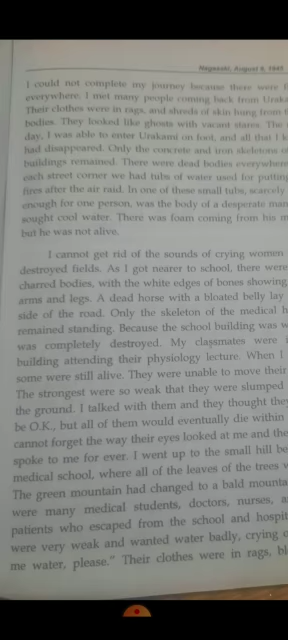 Nagasaki, August 9, 1945
I could not complete my journey because there were
everywhere. I met many people coming back from
Their clothes were in rags, and shreds of skin hung from
bodies. They looked like ghosts with vacant stares. The
day, I was able to enter Urakami on foot, and all that I
had disappeared. Only the concrete and iron skeletons of
buildings remained. There were dead bodies everywhere
each street corner we had tubs of water used for putting
fires after the air raid. In one of these small tubs, scarcely
enough for one person, was the body of a desperate man
sought cool water. There was foam coming from his
but he was not alive.
I cannot get rid of the sounds of crying women
destroyed fields. As I got nearer to school, there were
charred bodies, with the white edges of bones showing
arms and legs. A dead horse with a bloated belly lay
side of the road. Only the skeleton of the medical
remained standing. Because the school building was
was completely destroyed. My classmates were
building attending their physiology lecture. When I
some were still alive. They were unable to move their
The strongest were so weak that they were slumped
the ground. I talked with them and they thought
be O.K., but all of them would eventually die within
cannot forget the way their eyes looked at me and
spoke to me for ever. I went up to the small hill
medical school, where all of the leaves of the trees
The green mountain had changed to a bald
were many medical students, doctors, nurses,
patients who escaped from the school and
were very weak and wanted water badly, crying
me water, please." Their clothes were in rags,